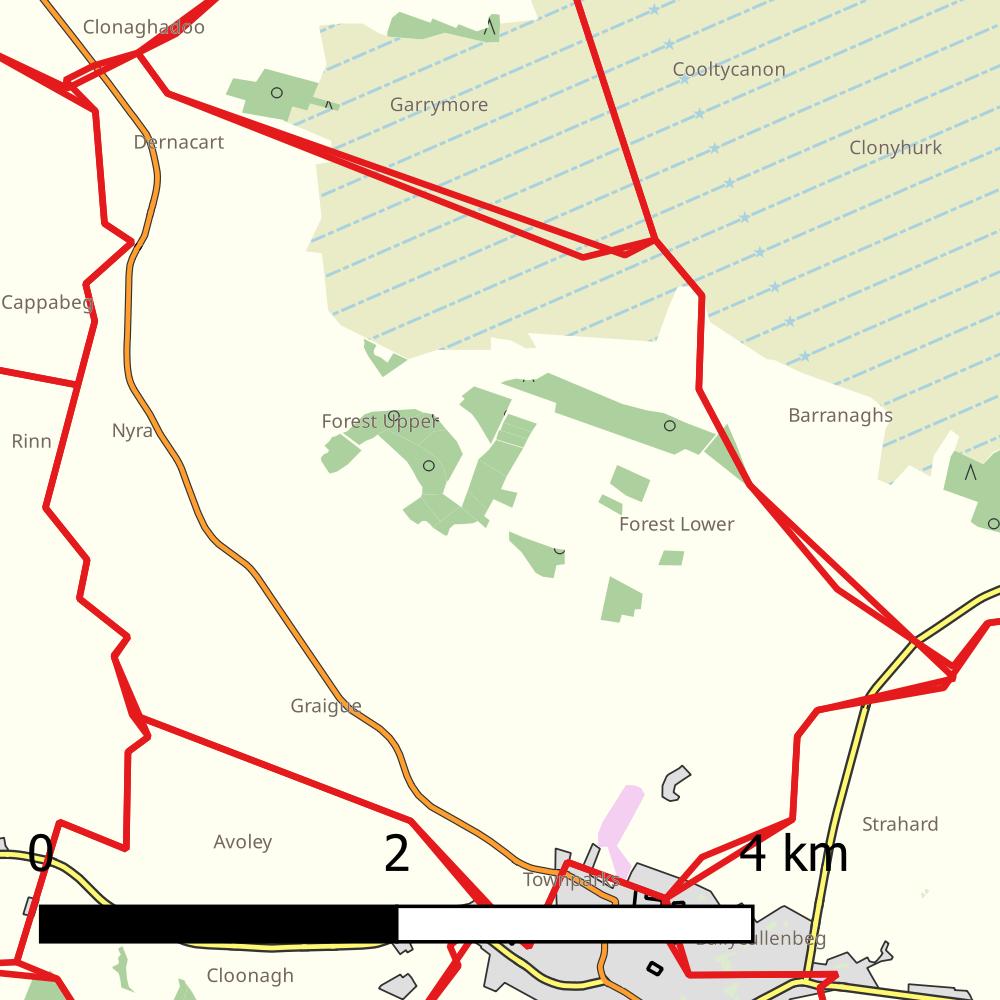 Clonaghadoo
Cooltycanon
Garrymore
Dernacart
Clonyhurk
Cappabeg
Barranaghs
Forest Upper
Nyra
Rinn
Forest Lower
Graigue
Strahard
Avoley
0 2 4 km
Townparks
Ballycullenbeg
Cloonagh